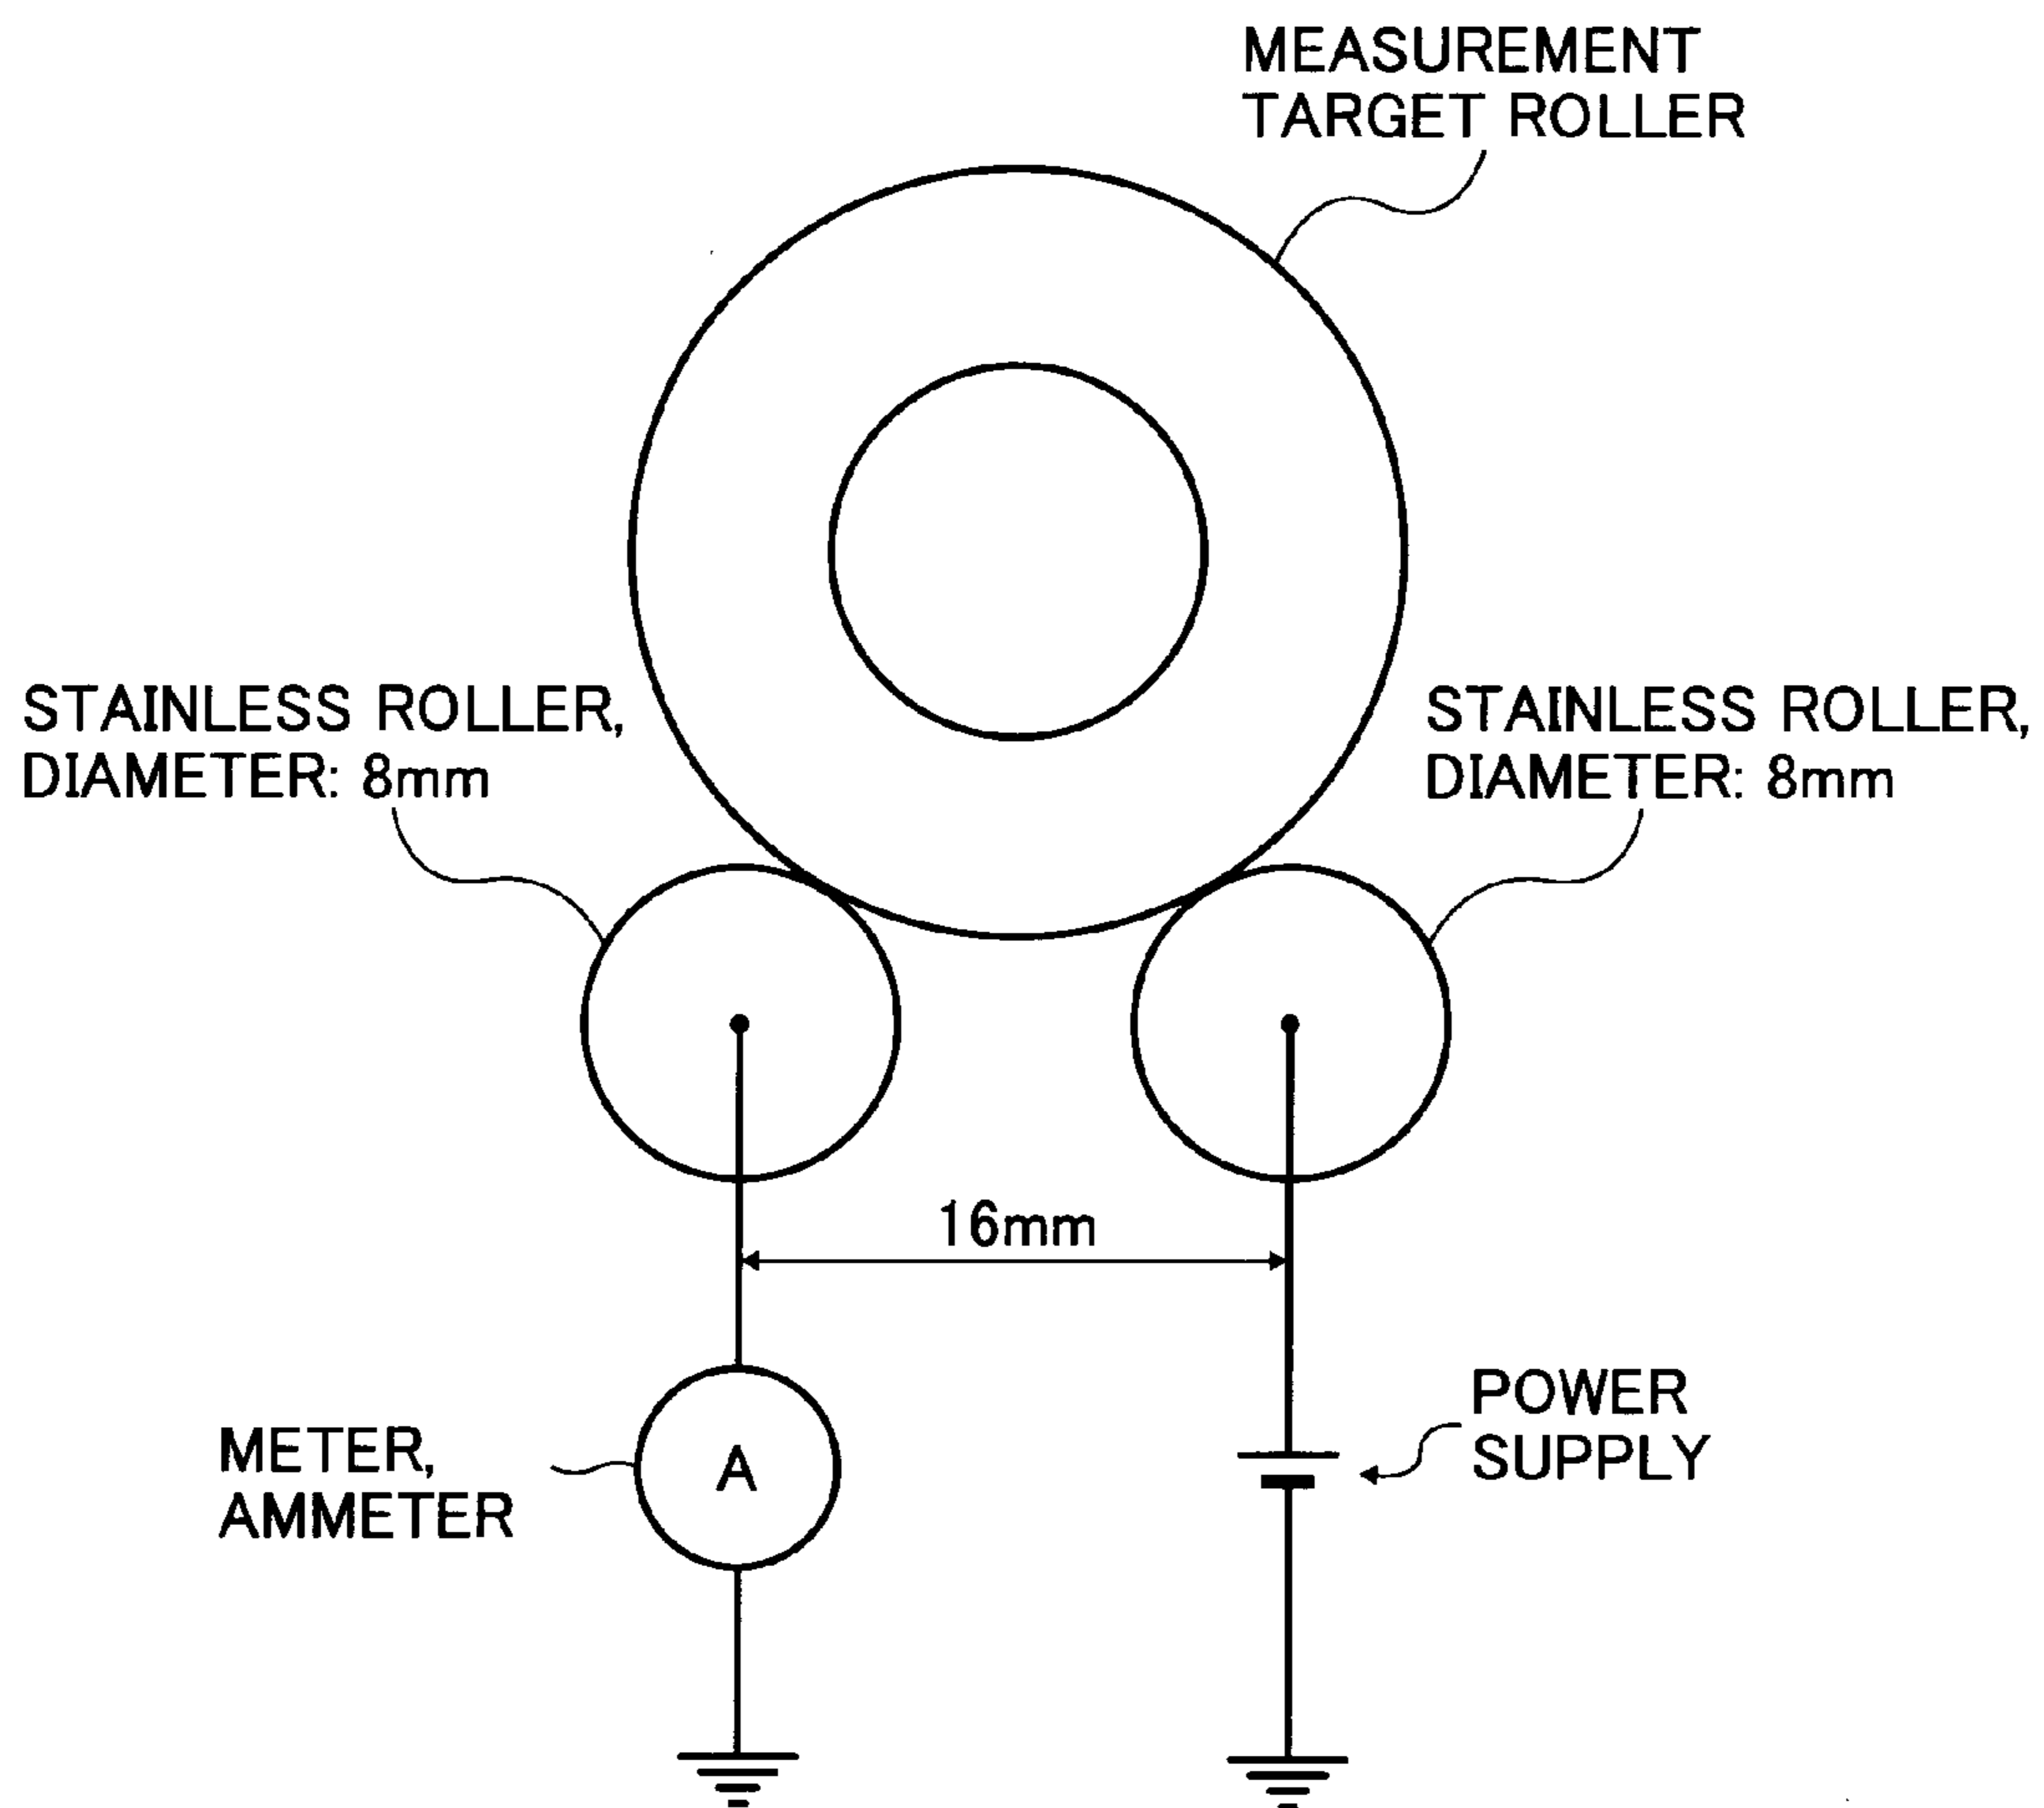 MEASUREMENT
TARGET ROLLER
STAINLESS ROLLER,
DIAMETER: 8mm
STAINLESS ROLLER,
DIAMETER: 8mm
16mm
METER,
AMMETER
A
POWER
SUPPLY